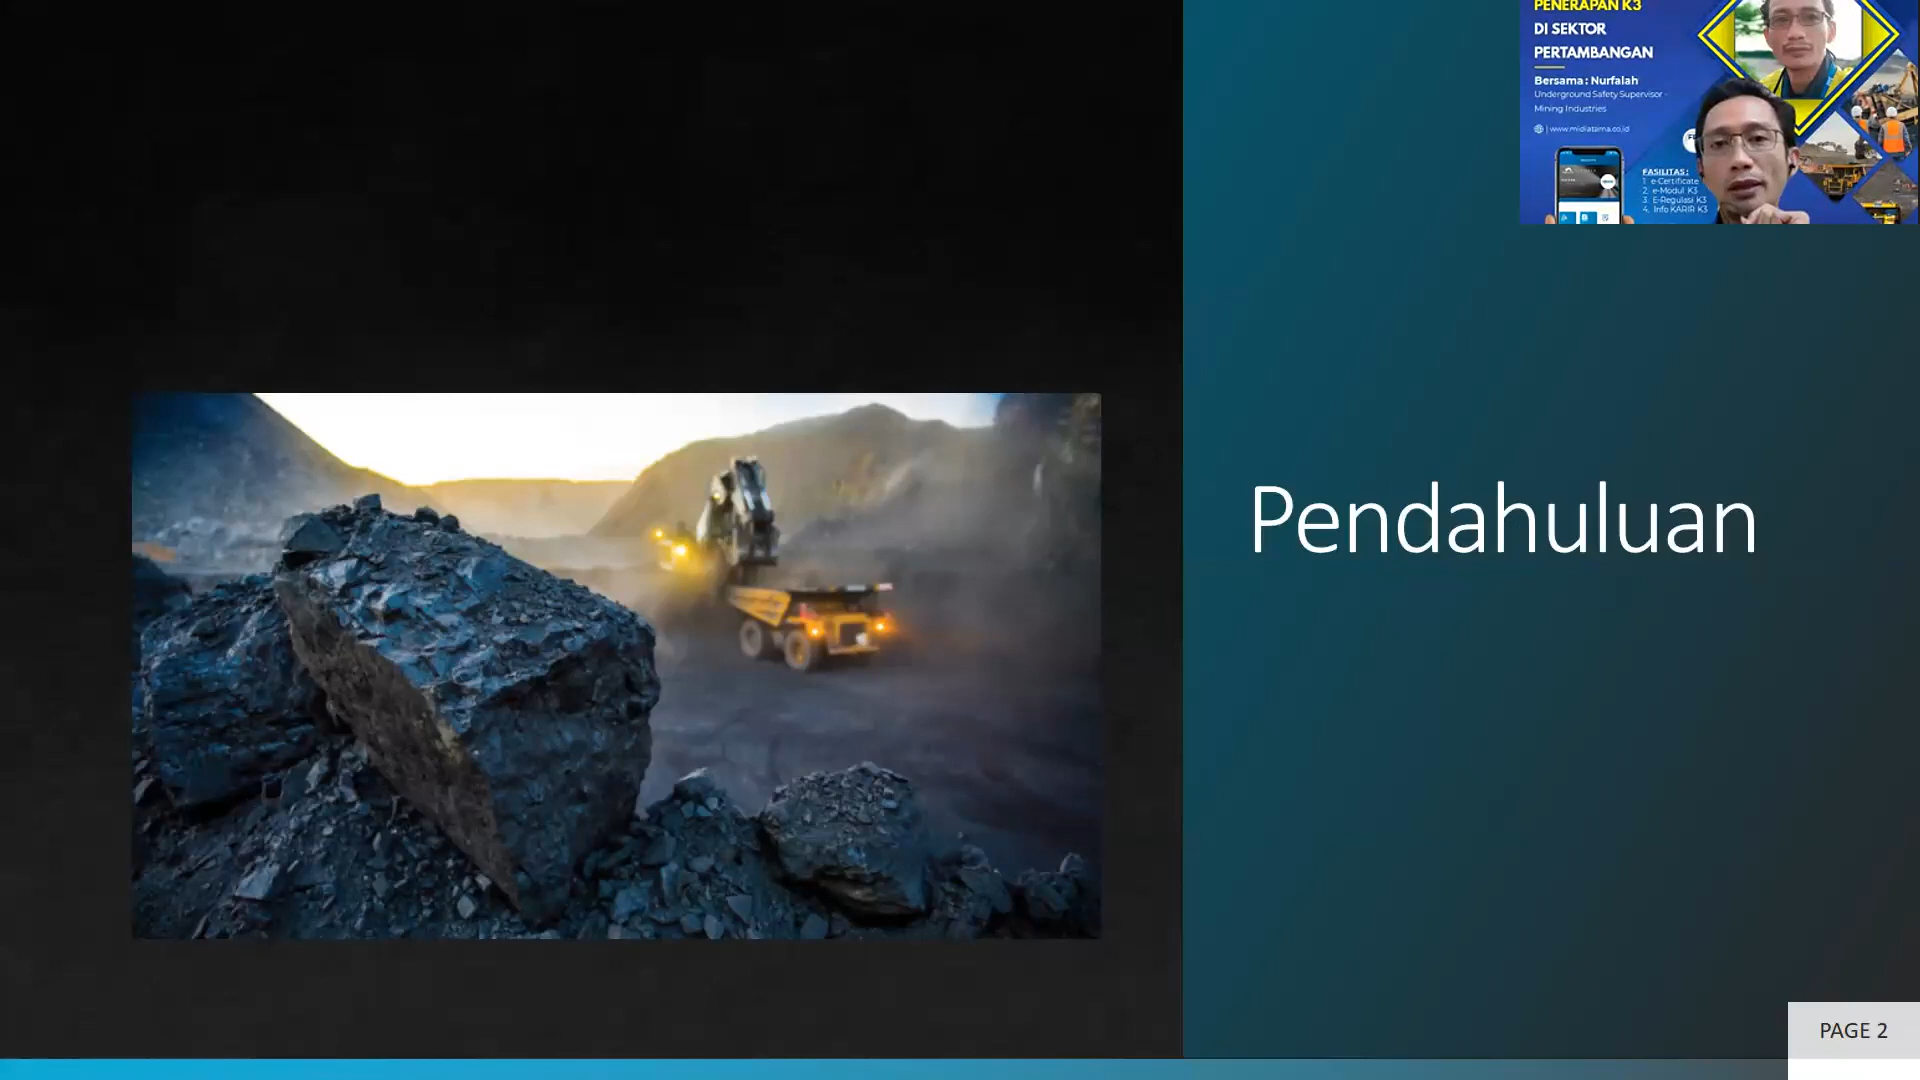 PENERAPAN K3
DI SEKTOR
PERTAMBANGAN
Bersama : Nurfalah
Underground Safety Supervisor -
Mining Industries
| www.midiatama.co.id
FASILITAS :
1. e-Certificate
2. e-Modul K3
3. E-Regulasi K3
4. Info KARIR K3
Pendahuluan
PAGE 2